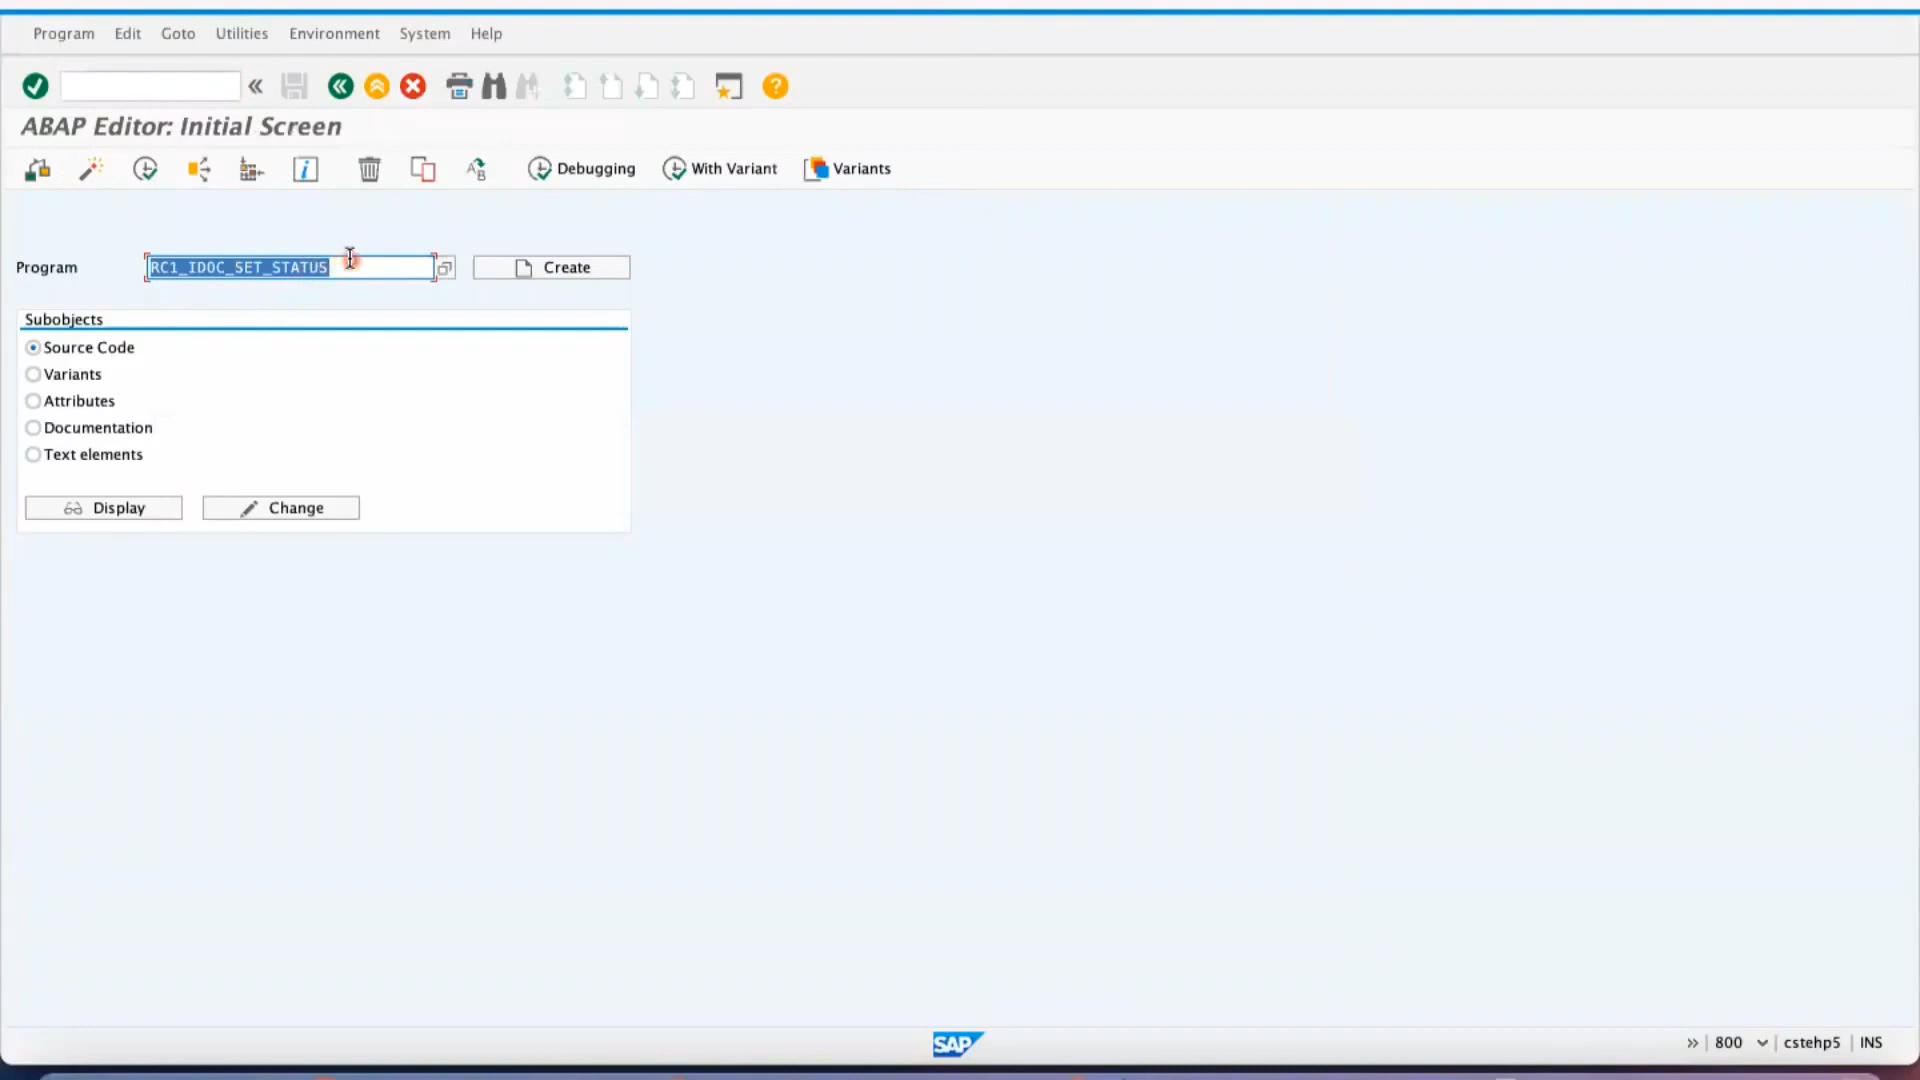 Program Edit Goto Utilities Environment System Help
ABAP Editor: Initial Screen
Debugging With Variant Variants
Program RC1_IDOC_SET_STATUS Create
Subobjects
Source Code
Variants
Attributes
Documentation
Text elements
Display Change
SAP 800 cstehp5 INS